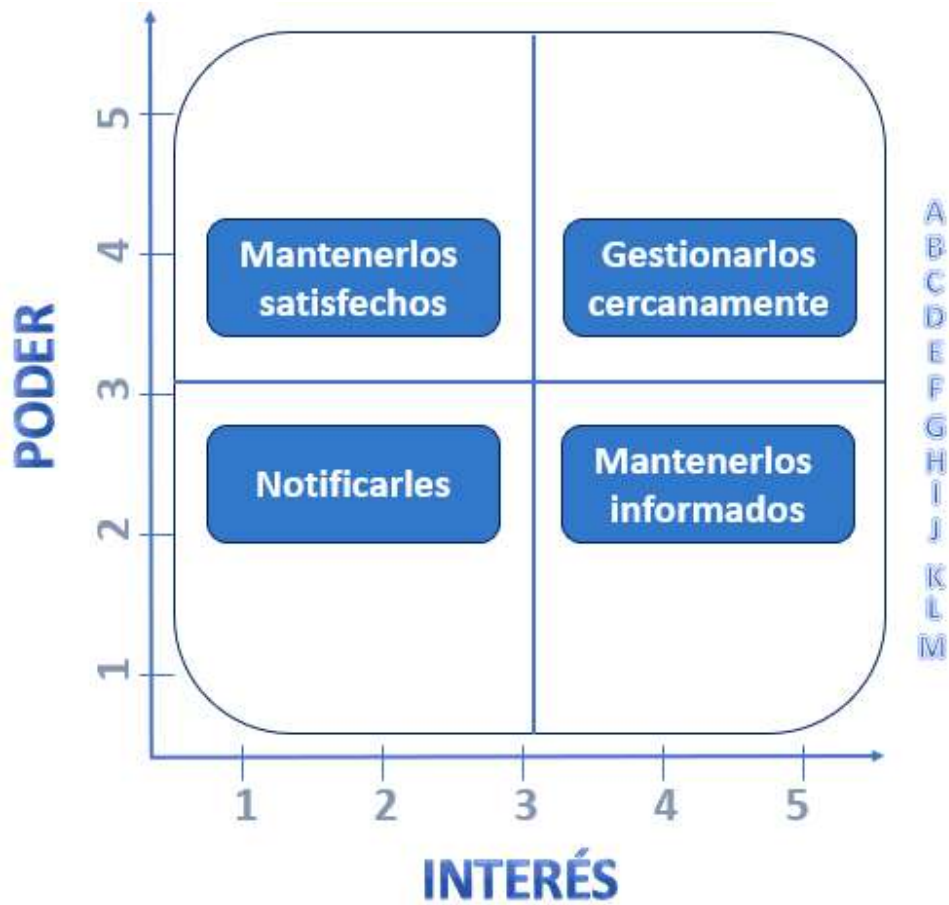 PODER
5
4
3
2
1
Mantenerlos
satisfechos
Gestionarlos
cercanamente
Notificarles
Mantenerlos
informados
1 2 3 4 5
INTERÉS
A
B
C
D
E
F
G
H
I
J
K
L
M